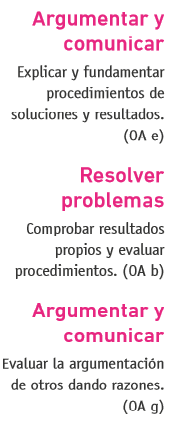 Argumentar y
comunicar
Explicar y fundamentar
procedimientos de
soluciones y resultados.
(OA e)
Resolver
problemas
Comprobar resultados
propios y evaluar
procedimientos. (OA b)
Argumentar y
comunicar
Evaluar la argumentación
de otros dando razones.
(OA g)